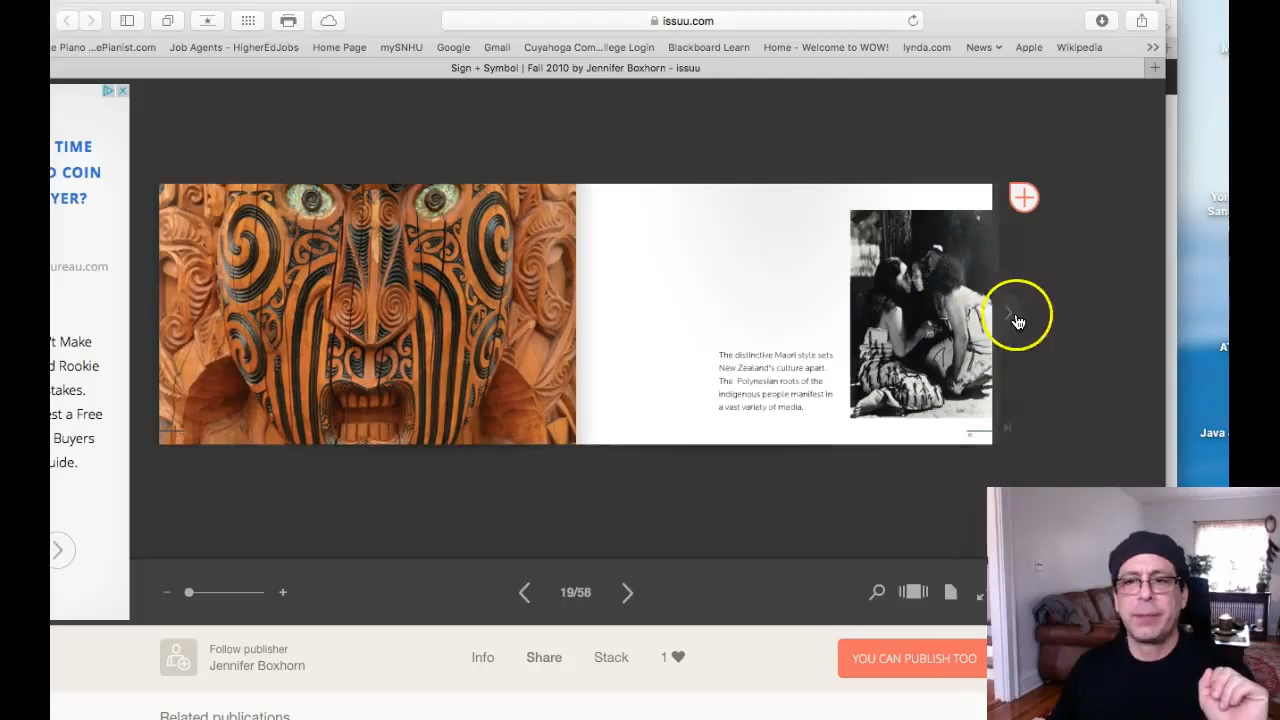 issuu.com
e Piano ...ePianist.com Job Agents - HigherEdJobs Home Page mySNHU Google Gmail Cuyahoga Com...llege Login Blackboard Learn Home - Welcome to WOW! lynda.com News Apple Wikipedia
Sign + Symbol | Fall 2010 by Jennifer Boxhorn - issuu
TIME
D COIN
YER?
ureau.com
't Make
d Rookie
takes.
est a Free
Buyers
uide.
The distinctive Maori style sets
New Zealand's culture apart.
The Polynesian roots of the
indigenous people manifest in
a vast variety of media.
Yo
San
A
Java
19/58
Follow publisher
Jennifer Boxhorn
Info Share Stack 1
YOU CAN PUBLISH TOO
Related publications